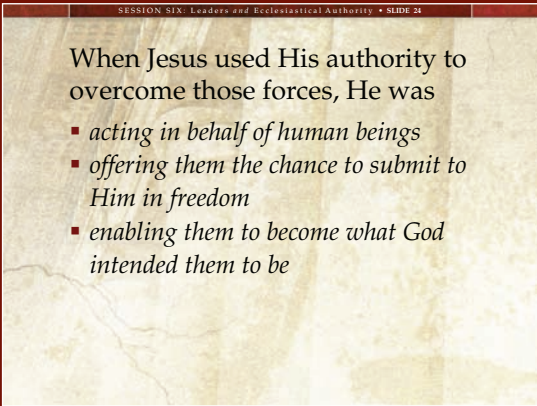 SESSION SIX: Leaders and Ecclesiastical Authority • SLIDE 24
When Jesus used His authority to
overcome those forces, He was
▪ acting in behalf of human beings
▪ offering them the chance to submit to
Him in freedom
▪ enabling them to become what God
intended them to be